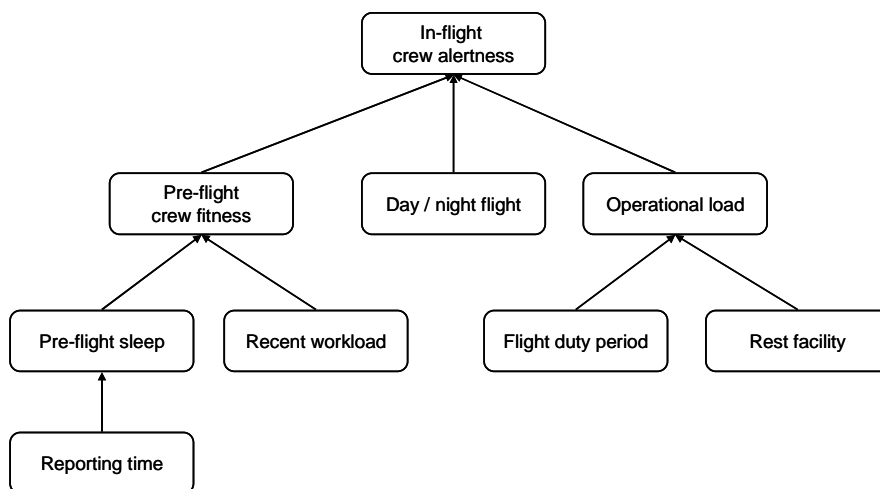 In-flight
crew alertness
Pre-flight
crew fitness
Day / night flight
Operational load
Pre-flight sleep
Recent workload
Flight duty period
Rest facility
Reporting time